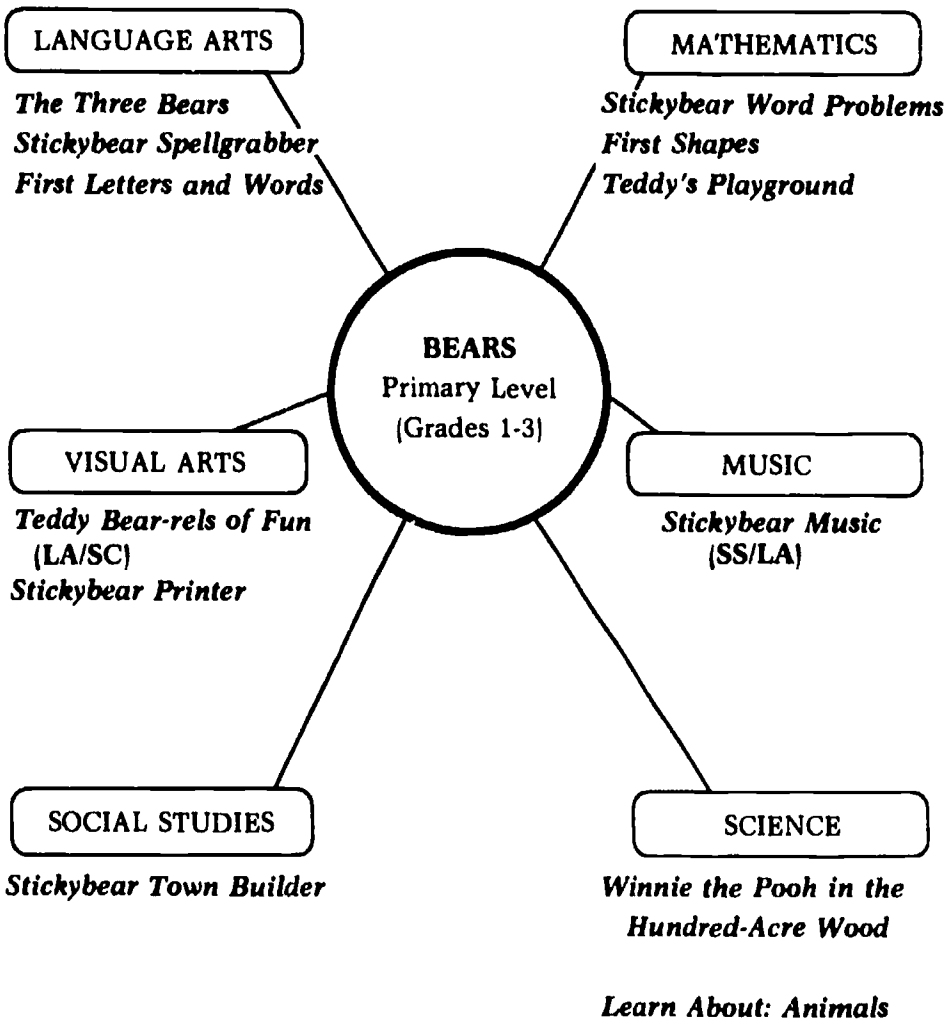 LANGUAGE ARTS
The Three Bears
Stickybear Spellgrabber
First Letters and Words
MATHEMATICS
Stickybear Word Problems
First Shapes
Teddy's Playground
BEARS
Primary Level
(Grades 1-3)
VISUAL ARTS
Teddy Bear-rels of Fun
(LA/SC)
Stickybear Printer
MUSIC
Stickybear Music
(SS/LA)
SOCIAL STUDIES
Stickybear Town Builder
SCIENCE
Winnie the Pooh in the
Hundred-Acre Wood
Learn About: Animals